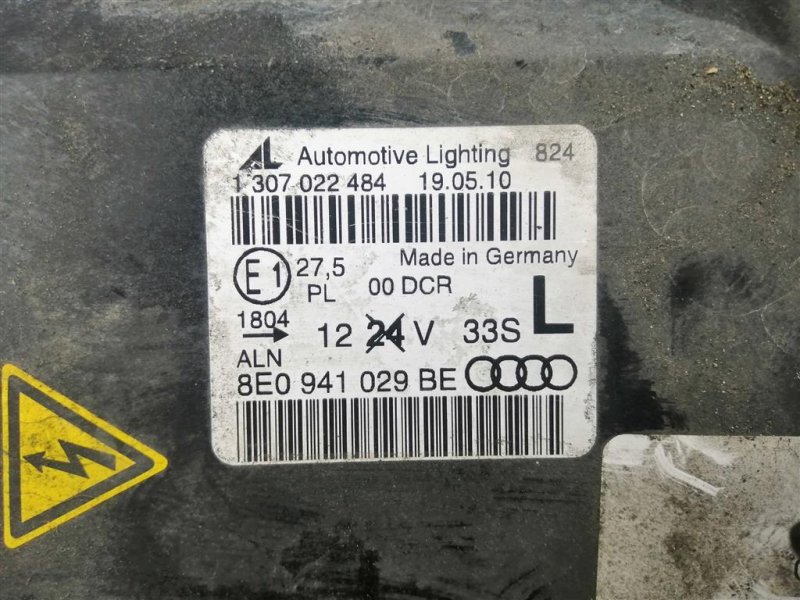 AL Automotive Lighting 824
1 307 022 484 19.05.10
Made in Germany
E1 27,5
PL 00 DCR
1804
12 24 V 33S L
ALN
8E0 941 029 BE